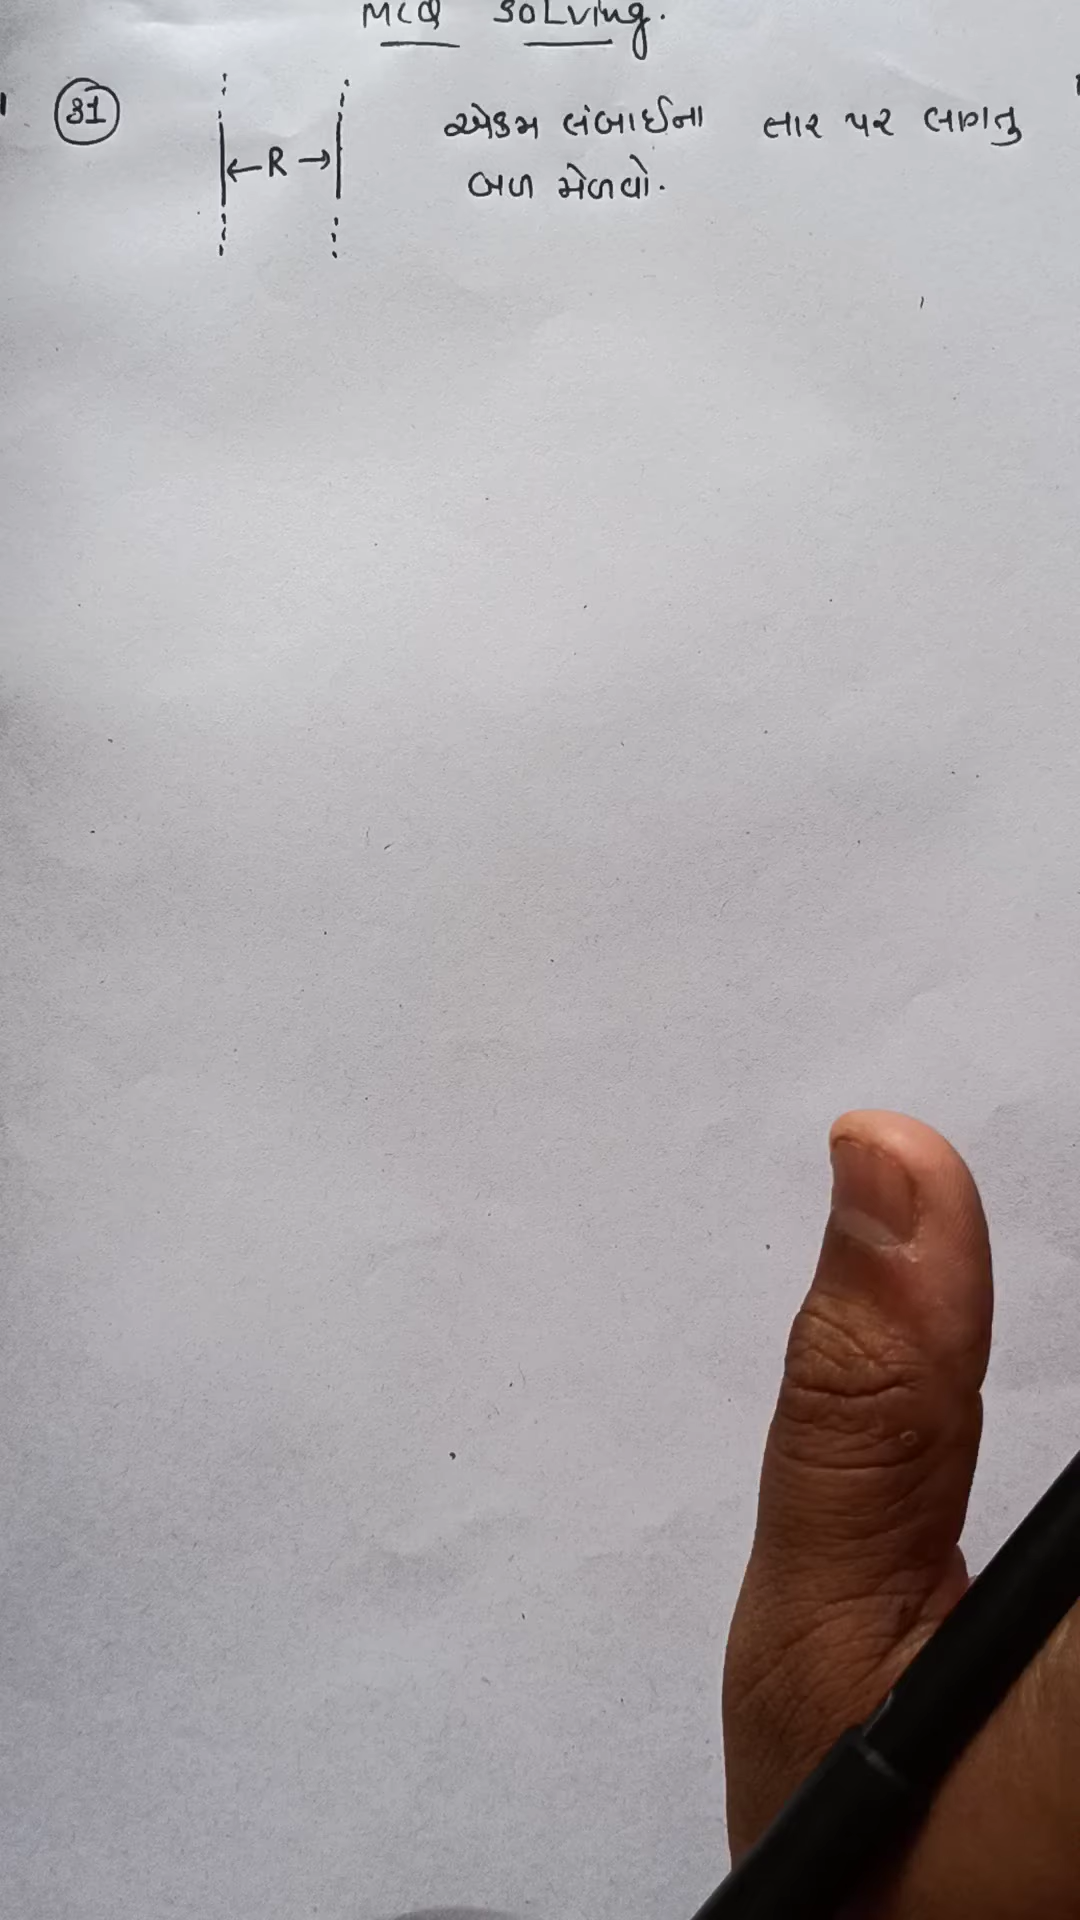 MCQ Solving.
31
←R→ એકમ લંબાઈના તાર પર લાગતુ
બળ મેળવો.